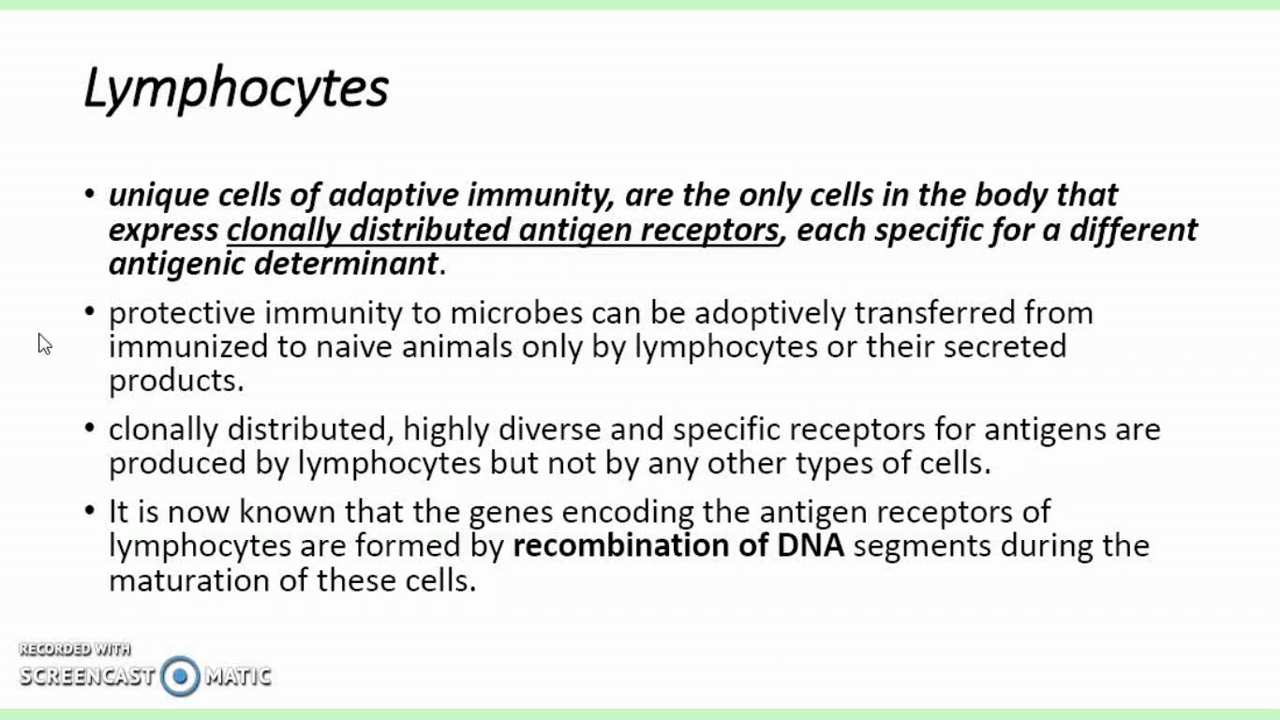 Lymphocytes
• unique cells of adaptive immunity, are the only cells in the body that
express clonally distributed antigen receptors, each specific for a different
antigenic determinant.
• protective immunity to microbes can be adoptively transferred from
immunized to naive animals only by lymphocytes or their secreted
products.
• clonally distributed, highly diverse and specific receptors for antigens are
produced by lymphocytes but not by any other types of cells.
• It is now known that the genes encoding the antigen receptors of
lymphocytes are formed by recombination of DNA segments during the
maturation of these cells.
RECORDED WITH
SCREENCAST MATIC